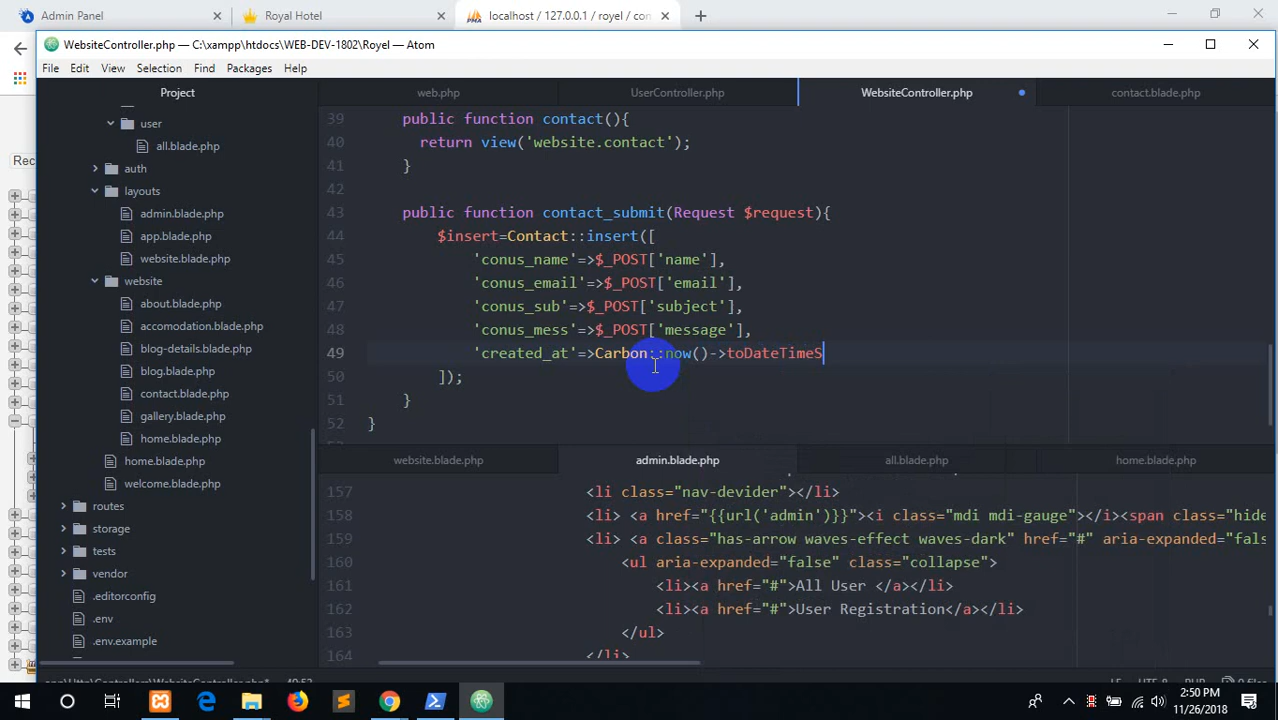 Admin Panel
Royal Hotel
localhost / 127.0.0.1 / royel / con
WebsiteController.php — C:\xampp\htdocs\WEB-DEV-1802\Royel — Atom
File Edit View Selection Find Packages Help
Project
web.php UserController.php WebsiteController.php contact.blade.php
Rec
user
all.blade.php
auth
layouts
admin.blade.php
app.blade.php
website.blade.php
website
about.blade.php
accomodation.blade.php
blog-details.blade.php
blog.blade.php
contact.blade.php
gallery.blade.php
home.blade.php
home.blade.php
welcome.blade.php
routes
storage
tests
vendor
.editorconfig
.env
.env.example
39 public function contact(){
40 return view('website.contact');
41 }
42
43 public function contact_submit(Request $request){
44 $insert=Contact::insert([
45 'conus_name'=>$_POST['name'],
46 'conus_email'=>$_POST['email'],
47 'conus_sub'=>$_POST['subject'],
48 'conus_mess'=>$_POST['message'],
49 'created_at'=>Carbon::now()->toDateTimeS
50 ]);
51 }
52 }
website.blade.php admin.blade.php all.blade.php home.blade.php
157 <li class="nav-devider"></li>
158 <li> <a href="{{url('admin')}}"><i class="mdi mdi-gauge"></i><span class="hide
159 <li> <a class="has-arrow waves-effect waves-dark" href="#" aria-expanded="fals
160 <ul aria-expanded="false" class="collapse">
161 <li><a href="#">All User </a></li>
162 <li><a href="#">User Registration</a></li>
163 </ul>
164 </li>
2:50 PM
11/26/2018